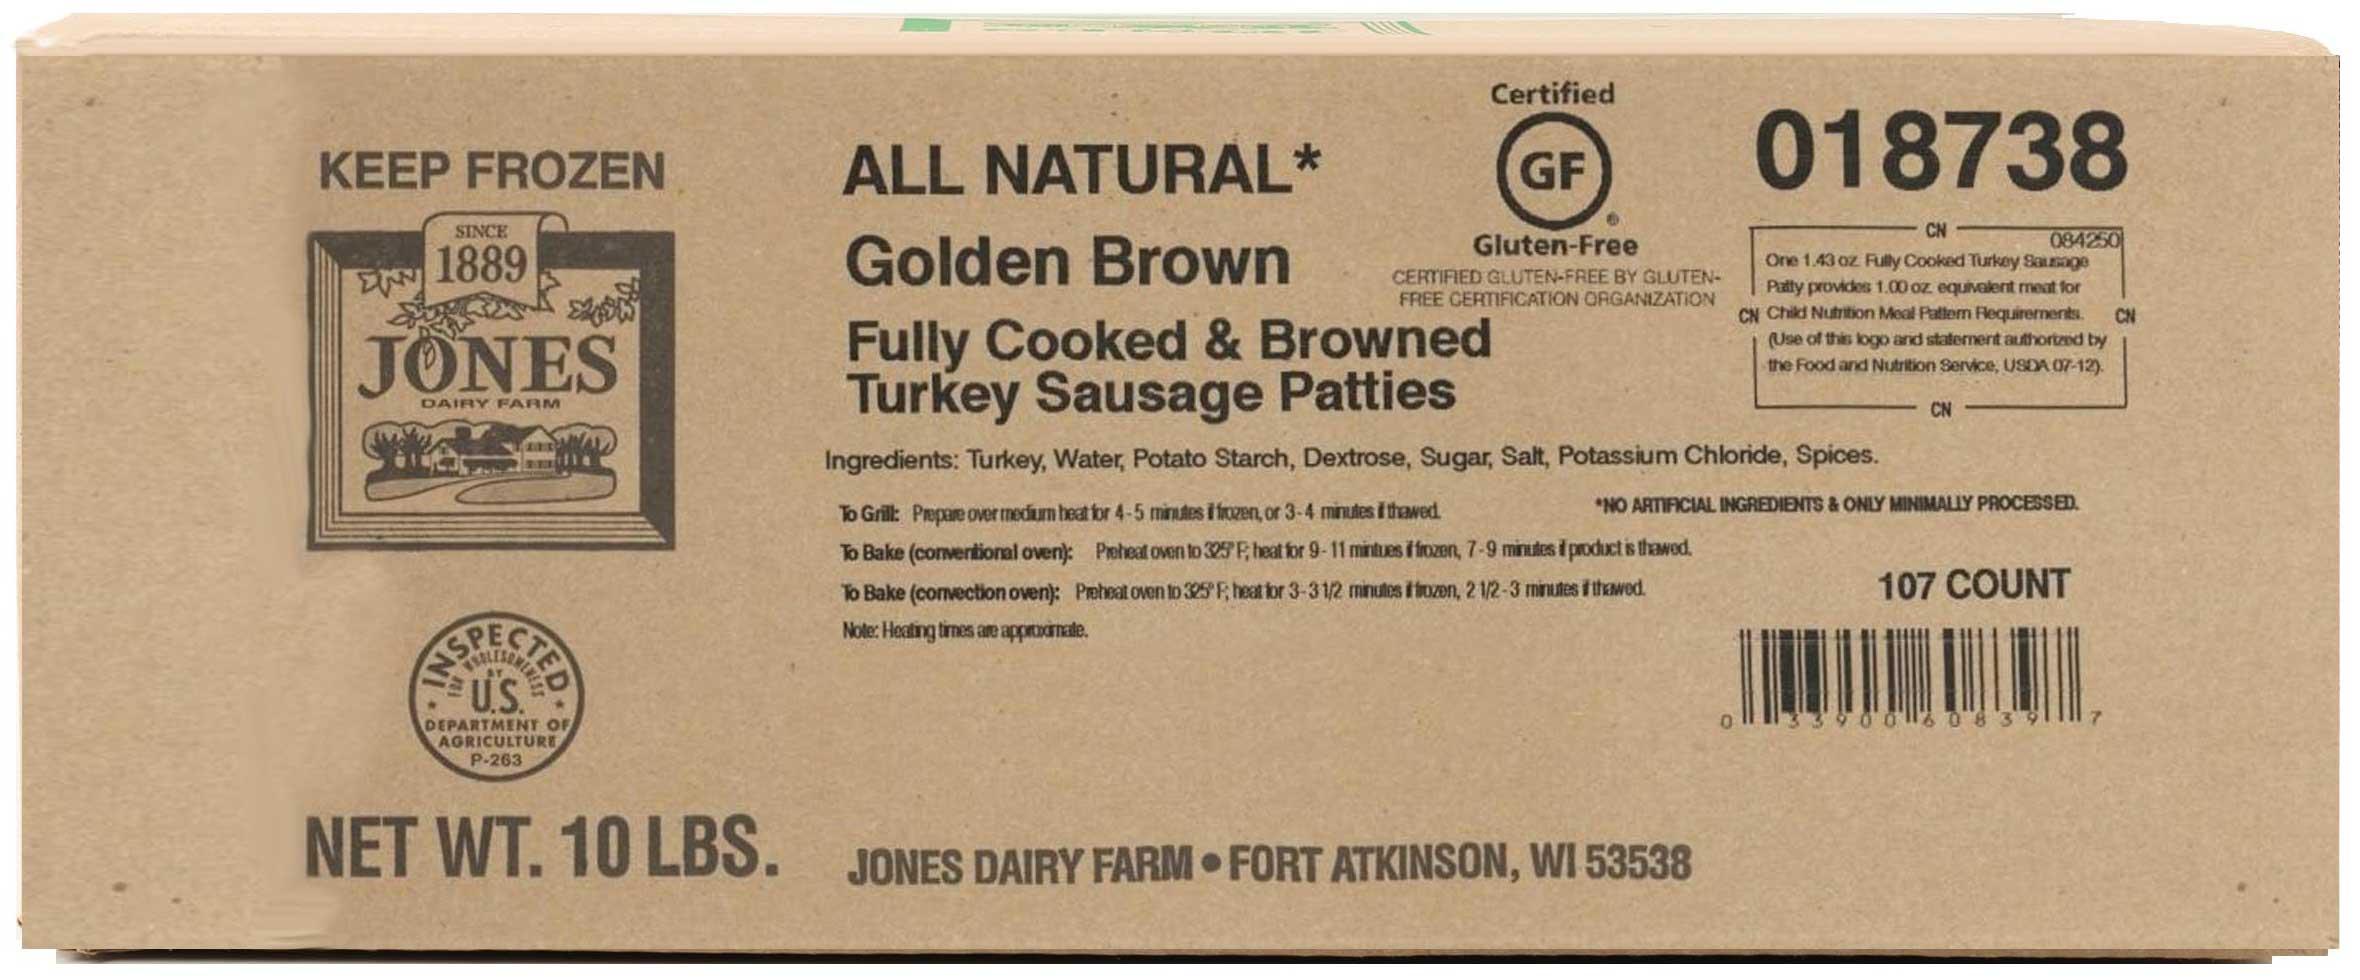 KEEP FROZEN
SINCE
1889
JONES
DAIRY FARM
INSPECTED
FOR WHOLESOMENESS
BY
U.S.
DEPARTMENT OF
AGRICULTURE
P-263
NET WT. 10 LBS.
ALL NATURAL*
Golden Brown
Fully Cooked & Browned
Turkey Sausage Patties
Certified
GF
®
Gluten-Free
CERTIFIED GLUTEN-FREE BY GLUTEN-
FREE CERTIFICATION ORGANIZATION
018738
CN
084250
One 1.43 oz. Fully Cooked Turkey Sausage
Patty provides 1.00 oz. equivalent meat for
CN Child Nutrition Meal Pattern Requirements. CN
(Use of this logo and statement authorized by
the Food and Nutrition Service, USDA 07-12).
CN
Ingredients: Turkey, Water, Potato Starch, Dextrose, Sugar, Salt, Potassium Chloride, Spices.
*NO ARTIFICIAL INGREDIENTS & ONLY MINIMALLY PROCESSED.
To Grill: Prepare over medium heat for 4 - 5 minutes if frozen, or 3 - 4 minutes if thawed.
To Bake (conventional oven): Preheat oven to 325° F; heat for 9 - 11 mintues if frozen, 7 - 9 minutes if product is thawed.
To Bake (convection oven): Preheat oven to 325° F; heat for 3 - 3 1/2 minutes if frozen, 2 1/2 - 3 minutes if thawed.
Note: Heating times are approximate.
107 COUNT
0 33900 60839 7
JONES DAIRY FARM • FORT ATKINSON, WI 53538